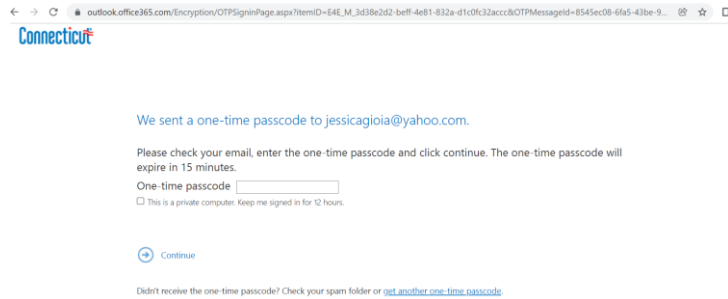 outlook.office365.com/Encryption/OTPSigninPage.aspx?itemID=E4E_M_3d38e2d2-beff-4e81-832a-d1c0fc32accc&OTPMessageId=8545ec08-6fa5-43be-9...
Connecticut
We sent a one-time passcode to jessicagioia@yahoo.com.
Please check your email, enter the one-time passcode and click continue. The one-time passcode will
expire in 15 minutes.
One-time passcode
This is a private computer. Keep me signed in for 12 hours.
Continue
Didn't receive the one-time passcode? Check your spam folder or get another one-time passcode.